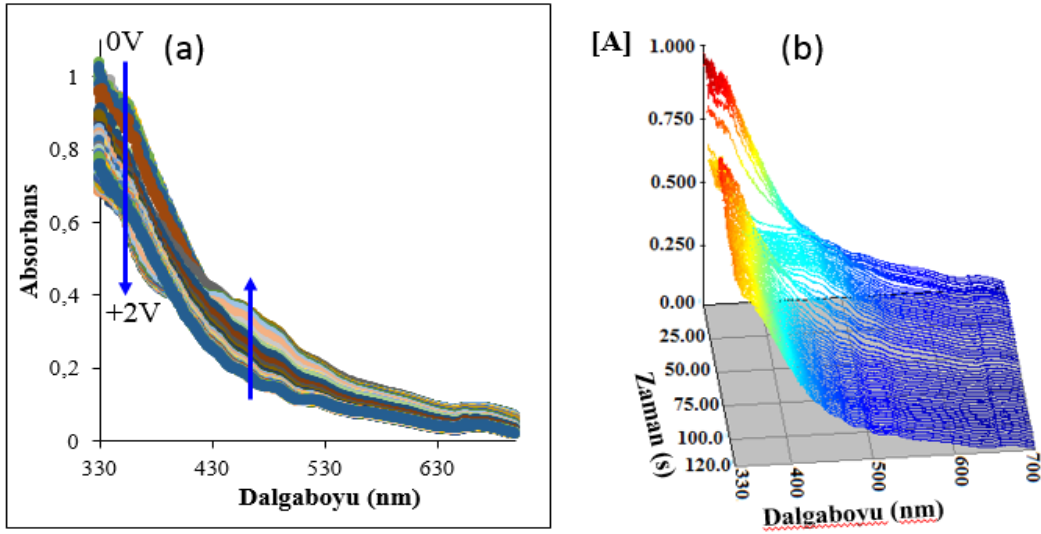 (a)
0V
+2V
Absorbans
1
0,8
0,6
0,4
0,2
0
330 430 530 630
Dalgaboyu (nm)
[A]
(b)
1.000
0.750
0.500
0.250
0.00
25.00
50.00
75.00
100.0
120.0
Zaman (s)
330 400 500 600 700
Dalgaboyu (nm)